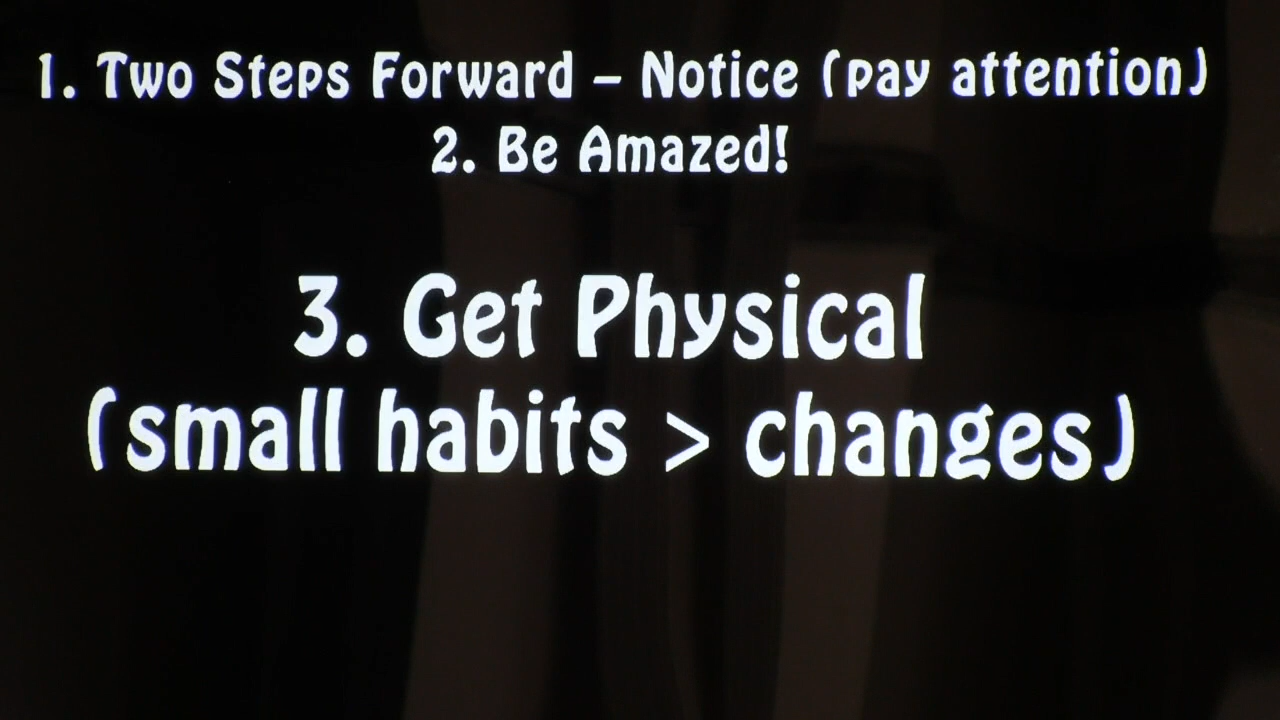 1. Two Steps Forward – Notice (pay attention)
2. Be Amazed!
3. Get Physical
(small habits > changes)